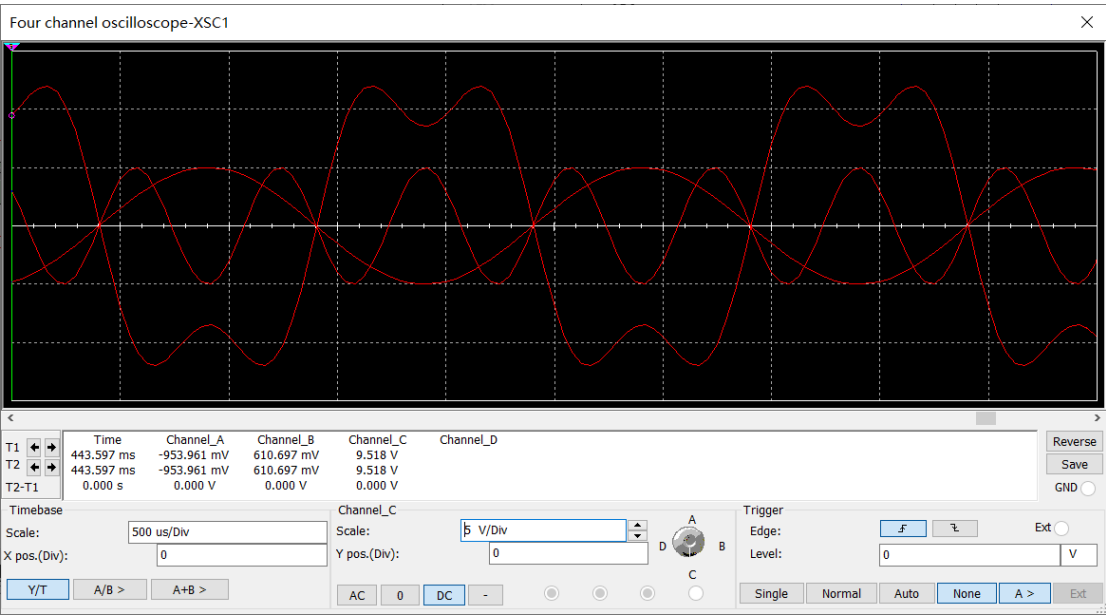 Four channel oscilloscope-XSC1
Time Channel_A Channel_B Channel_C Channel_D
T1 443.597 ms -953.961 mV 610.697 mV 9.518 V
T2 443.597 ms -953.961 mV 610.697 mV 9.518 V
T2-T1 0.000 s 0.000 V 0.000 V 0.000 V
Reverse
Save
GND
Timebase
Scale: 500 us/Div
X pos.(Div): 0
Y/T A/B > A+B >
Channel_C
Scale: 5 V/Div
Y pos.(Div): 0
AC 0 DC -
A
D B
C
Trigger
Edge: Ext
Level: 0 V
Single Normal Auto None A > Ext